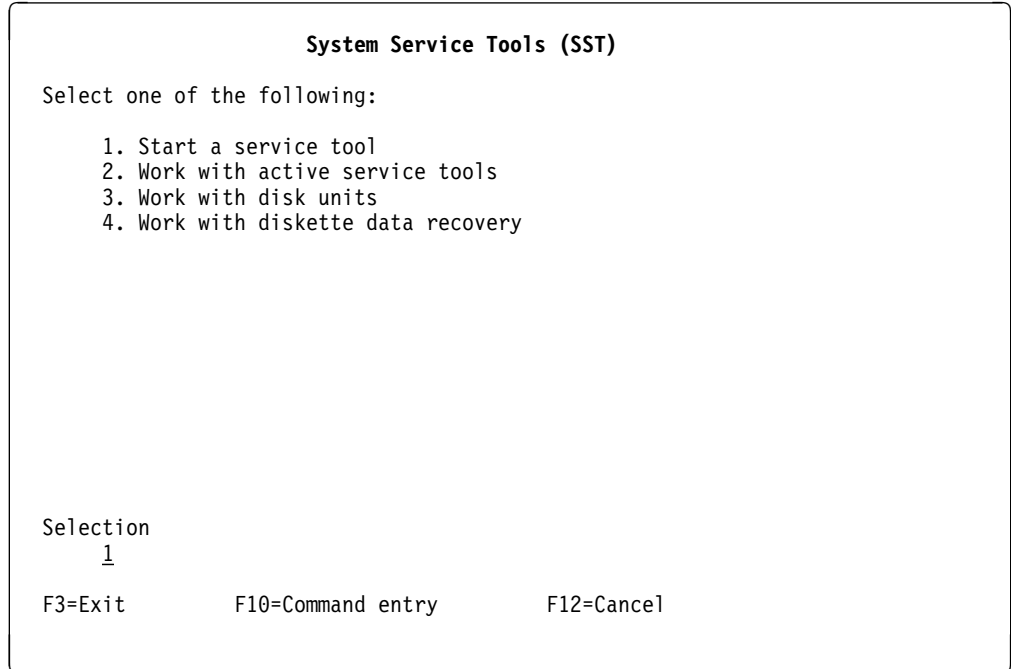 System Service Tools (SST)
Select one of the following:
1. Start a service tool
2. Work with active service tools
3. Work with disk units
4. Work with diskette data recovery
Selection
1
F3=Exit F10=Command entry F12=Cancel